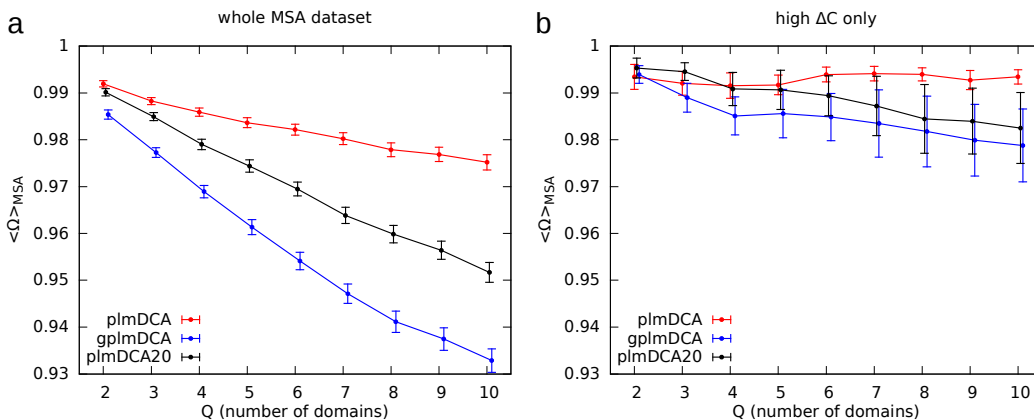 a
whole MSA dataset
<Ω>MSA
1
0.99
0.98
0.97
0.96
0.95
0.94
0.93
plmDCA
gplmDCA
plmDCA20
2 3 4 5 6 7 8 9 10
Q (number of domains)
b
high ΔC only
<Ω>MSA
1
0.99
0.98
0.97
0.96
0.95
0.94
0.93
plmDCA
gplmDCA
plmDCA20
2 3 4 5 6 7 8 9 10
Q (number of domains)